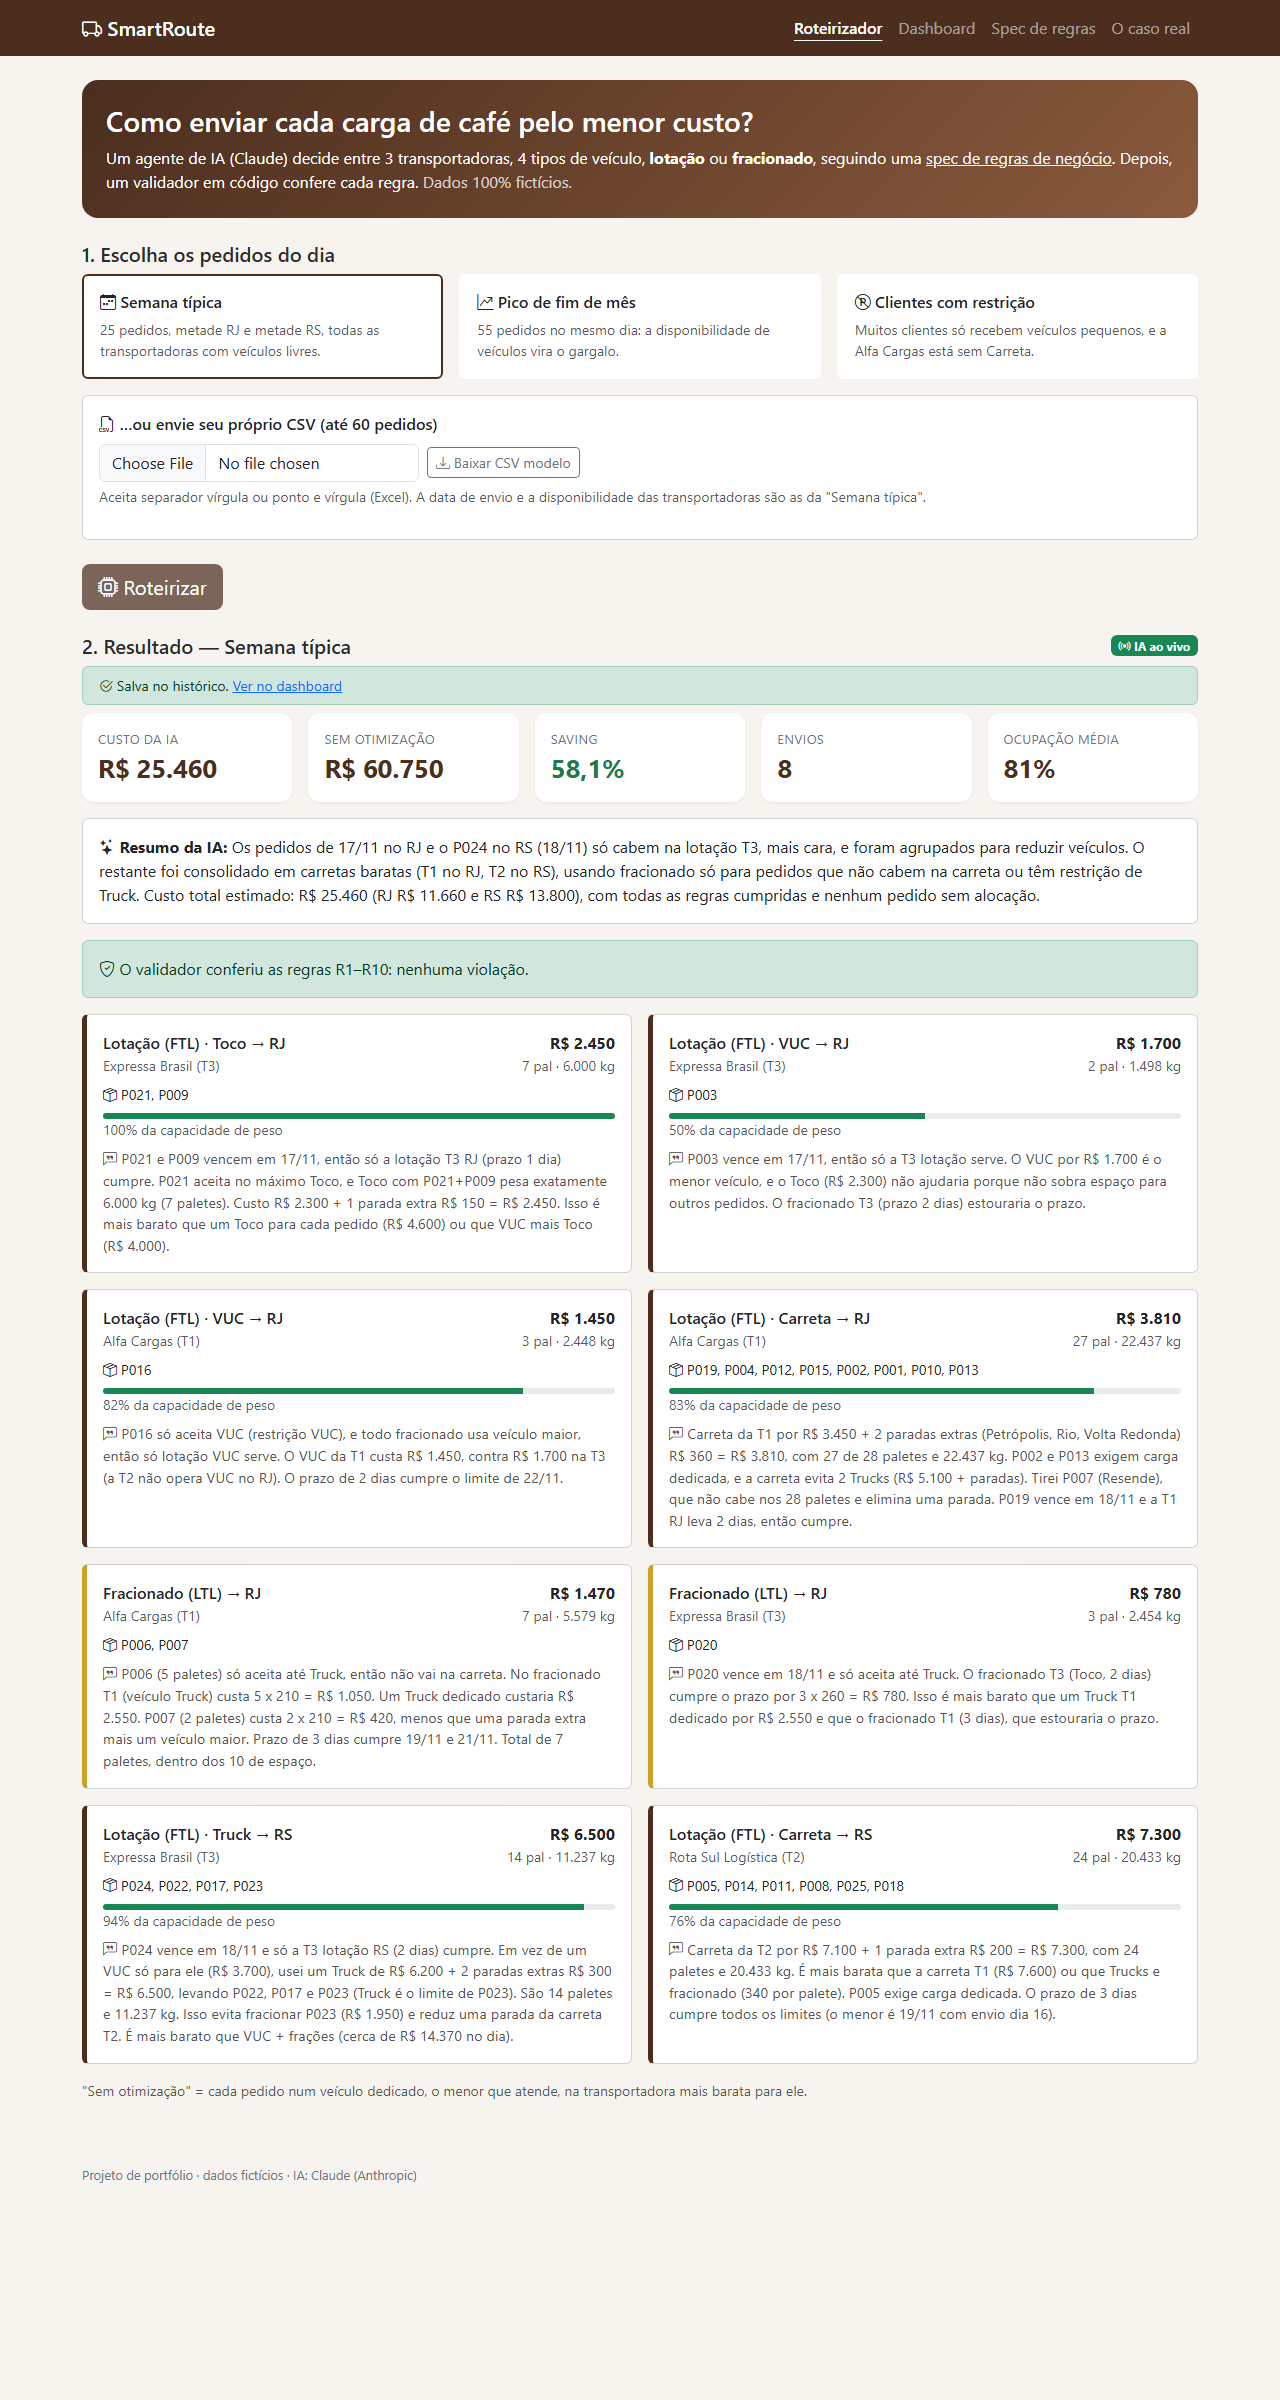 SmartRoute
Roteirizador Dashboard Spec de regras O caso real
Como enviar cada carga de café pelo menor custo?
Um agente de IA (Claude) decide entre 3 transportadoras, 4 tipos de veículo, lotação ou fracionado, seguindo uma spec de regras de negócio. Depois,
um validador em código confere cada regra. Dados 100% fictícios.
1. Escolha os pedidos do dia
Semana típica
25 pedidos, metade RJ e metade RS, todas as
transportadoras com veículos livres.
Pico de fim de mês
55 pedidos no mesmo dia: a disponibilidade de
veículos vira o gargalo.
Clientes com restrição
Muitos clientes só recebem veículos pequenos, e a
Alfa Cargas está sem Carreta.
...ou envie seu próprio CSV (até 60 pedidos)
Choose File No file chosen
Baixar CSV modelo
Aceita separador vírgula ou ponto e vírgula (Excel). A data de envio e a disponibilidade das transportadoras são as da "Semana típica".
Roteirizar
2. Resultado — Semana típica
IA ao vivo
Salva no histórico. Ver no dashboard
CUSTO DA IA
R$ 25.460
SEM OTIMIZAÇÃO
R$ 60.750
SAVING
58,1%
ENVIOS
8
OCUPAÇÃO MÉDIA
81%
Resumo da IA: Os pedidos de 17/11 no RJ e o P024 no RS (18/11) só cabem na lotação T3, mais cara, e foram agrupados para reduzir veículos. O
restante foi consolidado em carretas baratas (T1 no RJ, T2 no RS), usando fracionado só para pedidos que não cabem na carreta ou têm restrição de
Truck. Custo total estimado: R$ 25.460 (RJ R$ 11.660 e RS R$ 13.800), com todas as regras cumpridas e nenhum pedido sem alocação.
O validador conferiu as regras R1–R10: nenhuma violação.
Lotação (FTL) · Toco → RJ R$ 2.450
Expressa Brasil (T3) 7 pal · 6.000 kg
P021, P009
100% da capacidade de peso
P021 e P009 vencem em 17/11, então só a lotação T3 RJ (prazo 1 dia)
cumpre. P021 aceita no máximo Toco, e Toco com P021+P009 pesa exatamente
6.000 kg (7 paletes). Custo R$ 2.300 + 1 parada extra R$ 150 = R$ 2.450. Isso é
mais barato que um Toco para cada pedido (R$ 4.600) ou que VUC mais Toco
(R$ 4.000).
Lotação (FTL) · VUC → RJ R$ 1.700
Expressa Brasil (T3) 2 pal · 1.498 kg
P003
50% da capacidade de peso
P003 vence em 17/11, então só a T3 lotação serve. O VUC por R$ 1.700 é o
menor veículo, e o Toco (R$ 2.300) não ajudaria porque não sobra espaço para
outros pedidos. O fracionado T3 (prazo 2 dias) estouraria o prazo.
Lotação (FTL) · VUC → RJ R$ 1.450
Alfa Cargas (T1) 3 pal · 2.448 kg
P016
82% da capacidade de peso
P016 só aceita VUC (restrição VUC), e todo fracionado usa veículo maior,
então só lotação VUC serve. O VUC da T1 custa R$ 1.450, contra R$ 1.700 na T3
(a T2 não opera VUC no RJ). O prazo de 2 dias cumpre o limite de 22/11.
Lotação (FTL) · Carreta → RJ R$ 3.810
Alfa Cargas (T1) 27 pal · 22.437 kg
P019, P004, P012, P015, P002, P001, P010, P013
83% da capacidade de peso
Carreta da T1 por R$ 3.450 + 2 paradas extras (Petrópolis, Rio, Volta Redonda)
R$ 360 = R$ 3.810, com 27 de 28 paletes e 22.437 kg. P002 e P013 exigem carga
dedicada, e a carreta evita 2 Trucks (R$ 5.100 + paradas). Tirei P007 (Resende),
que não cabe nos 28 paletes e elimina uma parada. P019 vence em 18/11 e a T1
RJ leva 2 dias, então cumpre.
Fracionado (LTL) → RJ R$ 1.470
Alfa Cargas (T1) 7 pal · 5.579 kg
P006, P007
P006 (5 paletes) só aceita até Truck, então não vai na carreta. No fracionado
T1 (veículo Truck) custa 5 x 210 = R$ 1.050. Um Truck dedicado custaria R$
2.550. P007 (2 paletes) custa 2 x 210 = R$ 420, menos que uma parada extra
mais um veículo maior. Prazo de 3 dias cumpre 19/11 e 21/11. Total de 7
paletes, dentro dos 10 de espaço.
Fracionado (LTL) → RJ R$ 780
Expressa Brasil (T3) 3 pal · 2.454 kg
P020
P020 vence em 18/11 e só aceita até Truck. O fracionado T3 (Toco, 2 dias)
cumpre o prazo por 3 x 260 = R$ 780. Isso é mais barato que um Truck T1
dedicado por R$ 2.550 e que o fracionado T1 (3 dias), que estouraria o prazo.
Lotação (FTL) · Truck → RS R$ 6.500
Expressa Brasil (T3) 14 pal · 11.237 kg
P024, P022, P017, P023
94% da capacidade de peso
P024 vence em 18/11 e só a T3 lotação RS (2 dias) cumpre. Em vez de um
VUC só para ele (R$ 3.700), usei um Truck de R$ 6.200 + 2 paradas extras R$ 300
= R$ 6.500, levando P022, P017 e P023 (Truck é o limite de P023). São 14 paletes
e 11.237 kg. Isso evita fracionar P023 (R$ 1.950) e reduz uma parada da carreta
T2. É mais barato que VUC + frações (cerca de R$ 14.370 no dia).
Lotação (FTL) · Carreta → RS R$ 7.300
Rota Sul Logística (T2) 24 pal · 20.433 kg
P005, P014, P011, P008, P025, P018
76% da capacidade de peso
Carreta da T2 por R$ 7.100 + 1 parada extra R$ 200 = R$ 7.300, com 24
paletes e 20.433 kg. É mais barata que a carreta T1 (R$ 7.600) ou que Trucks e
fracionado (340 por palete). P005 exige carga dedicada. O prazo de 3 dias
cumpre todos os limites (o menor é 19/11 com envio dia 16).
"Sem otimização" = cada pedido num veículo dedicado, o menor que atende, na transportadora mais barata para ele.
Projeto de portfólio · dados fictícios · IA: Claude (Anthropic)